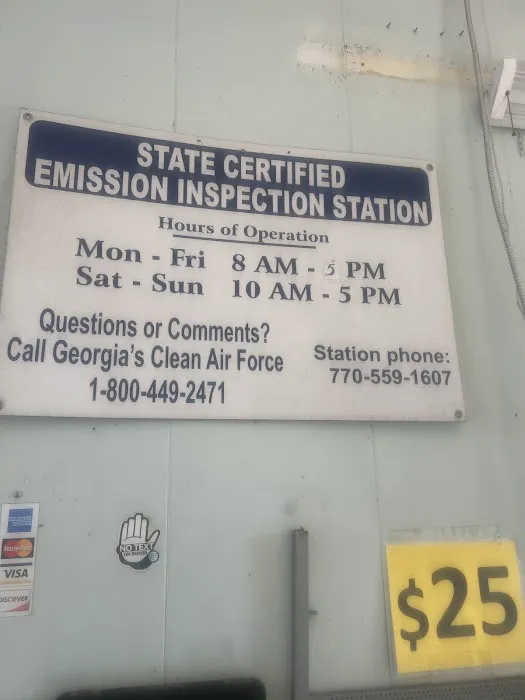 STATE CERTIFIED
EMISSION INSPECTION STATION
Hours of Operation
Mon - Fri 8 AM - 5 PM
Sat - Sun 10 AM - 5 PM
Questions or Comments?
Call Georgia's Clean Air Force
1-800-449-2471
Station phone:
770-559-1607
NO TEXT
ON BOARD
VISA
DISCOVER
$25